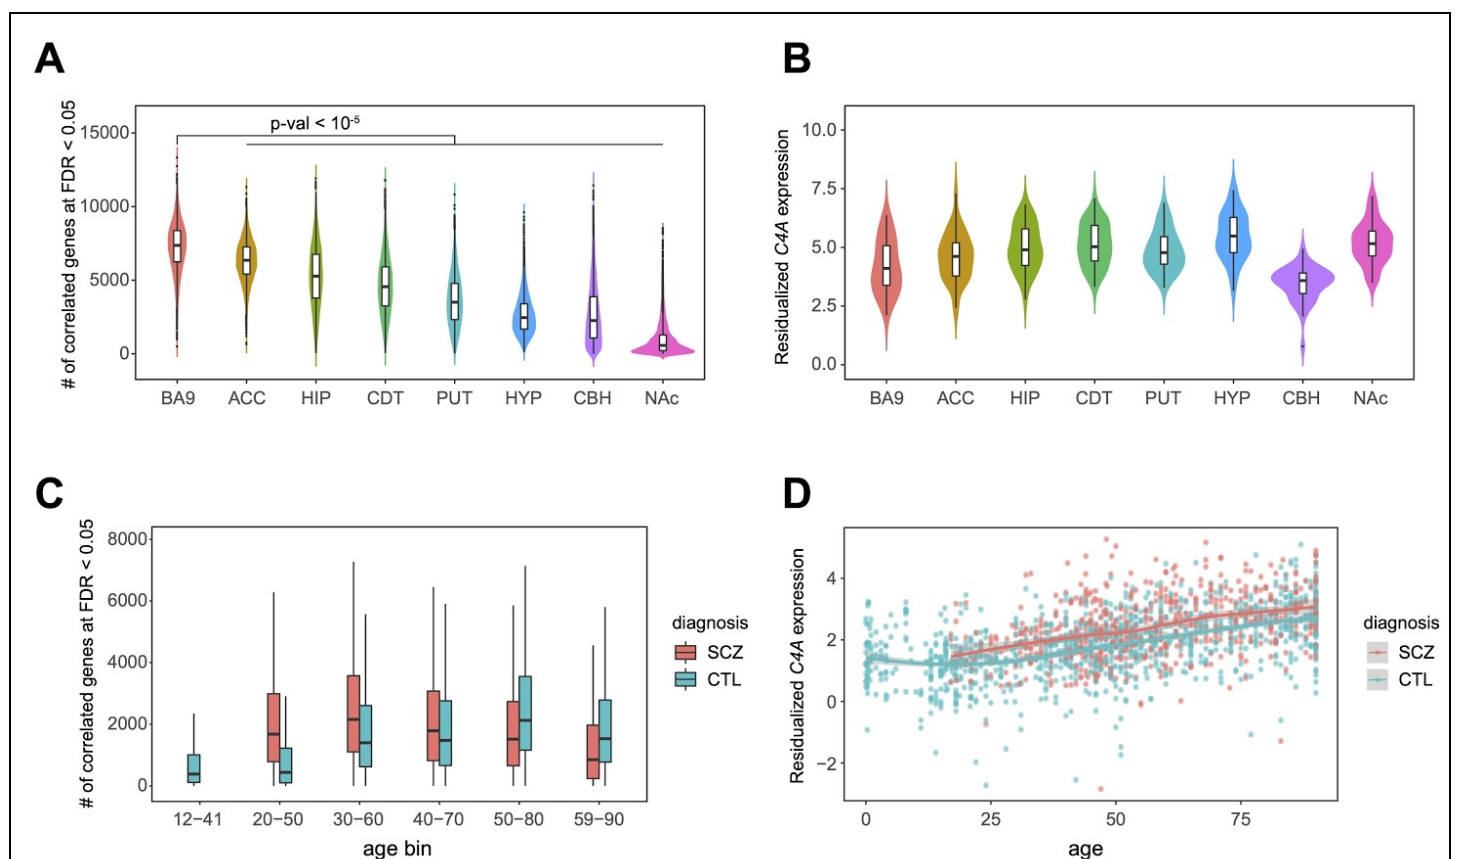 A
# of correlated genes at FDR < 0.05
15000
10000
5000
0
p-val < 10-5
BA9 ACC HIP CDT PUT HYP CBH NAc
B
Residualized C4A expression
10.0
7.5
5.0
2.5
0.0
BA9 ACC HIP CDT PUT HYP CBH NAc
C
# of correlated genes at FDR < 0.05
8000
6000
4000
2000
0
12−41 20−50 30−60 40−70 50−80 59−90
age bin
diagnosis
SCZ
CTL
D
Residualized C4A expression
4
2
0
−2
0 25 50 75
age
diagnosis
SCZ
CTL